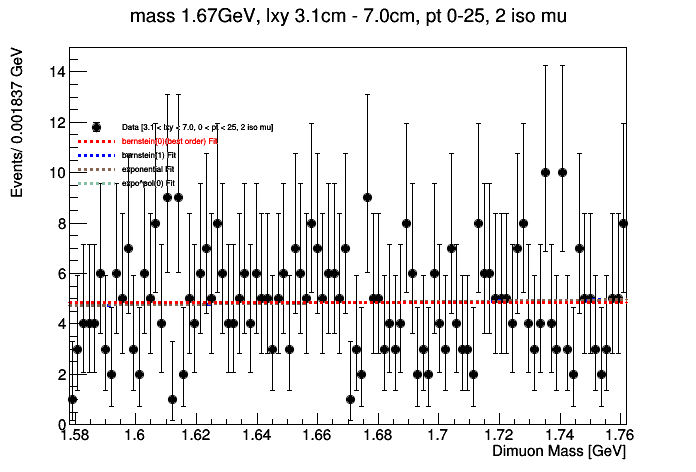 mass 1.67GeV, lxy 3.1cm - 7.0cm, pt 0-25, 2 iso mu
Events/ 0.001837 GeV
14
12
10
8
6
4
2
0
Data [3.1 < lxy < 7.0, 0 < pt < 25, 2 iso mu]
bernstein[0](best order) Fit
bernstein(1) Fit
exponential Fit
expo*pol(0) Fit
1.58 1.6 1.62 1.64 1.66 1.68 1.7 1.72 1.74 1.76
Dimuon Mass [GeV]